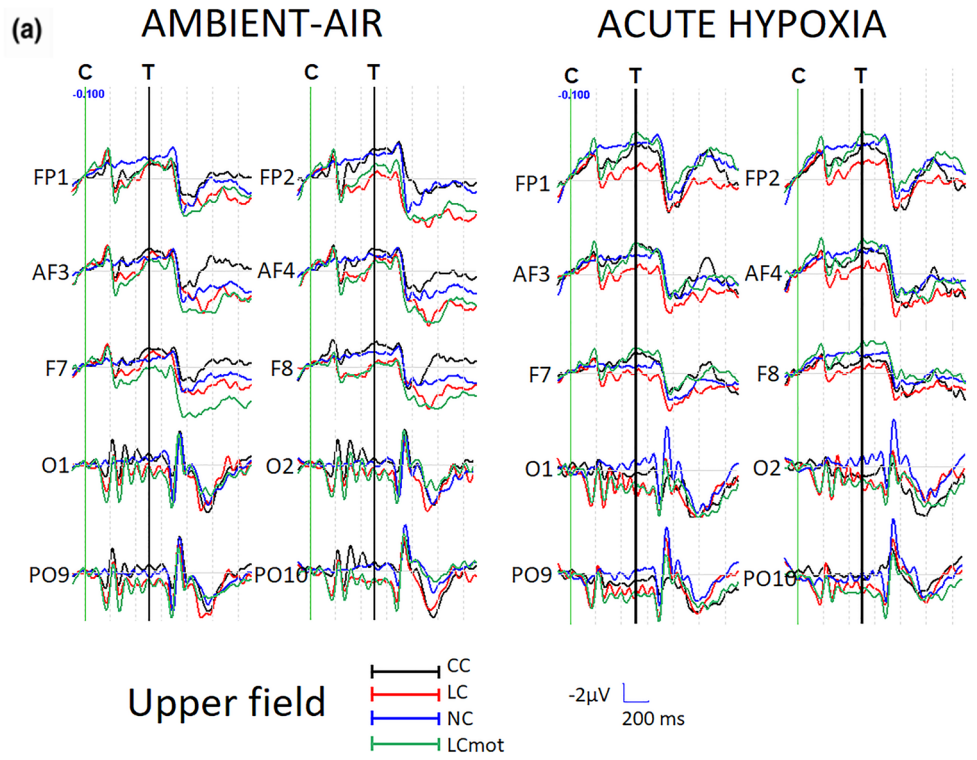 (a)
AMBIENT-AIR
ACUTE HYPOXIA
C T C T C T C T
-0.100 -0.100
FP1 FP2 FP1 FP2
AF3 AF4 AF3 AF4
F7 F8 F7 F8
O1 O2 O1 O2
PO9 PO10 PO9 PO10
Upper field
CC
LC
NC
LCmot
-2µV
200 ms